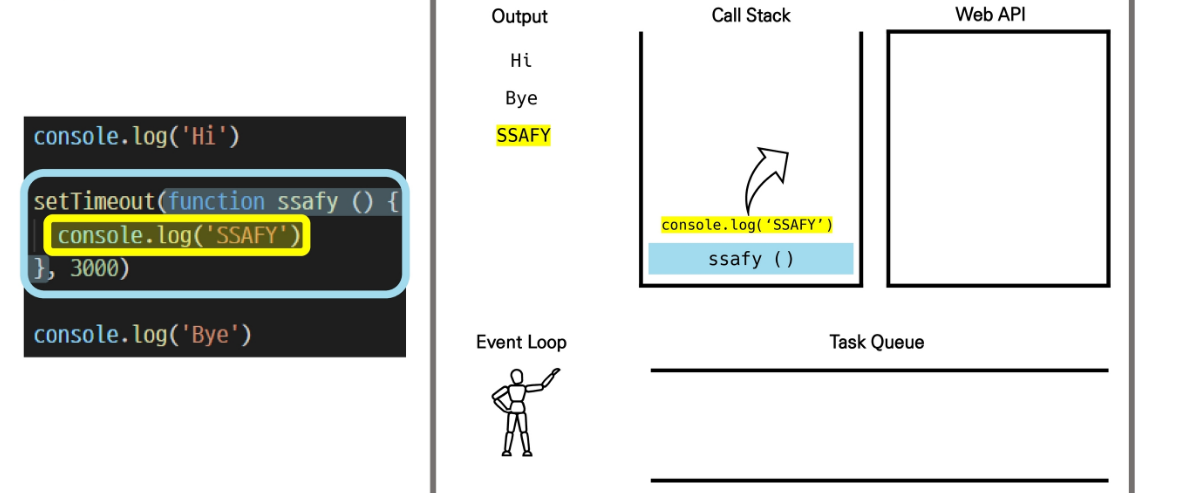 console.log('Hi')
setTimeout(function ssafy () {
console.log('SSAFY')
}, 3000)
console.log('Bye')
Output
Hi
Bye
SSAFY
Call Stack
console.log(‘SSAFY’)
ssafy ()
Web API
Event Loop
Task Queue